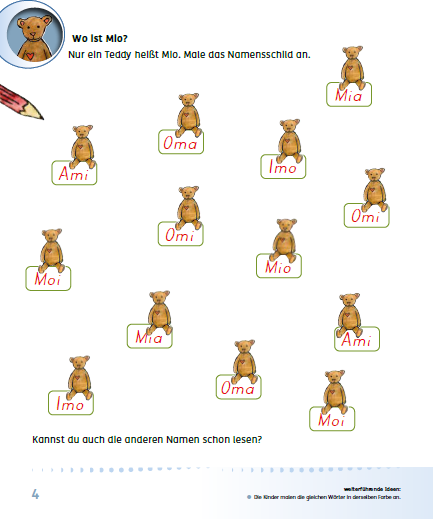 Wo ist Mio?
Nur ein Teddy heißt Mio. Male das Namensschild an.
Mia
Oma
Imo
Ami
Omi
Omi
Mio
Moi
Mia
Ami
Oma
Imo
Moi
Kannst du auch die anderen Namen schon lesen?
4
weiterführende Ideen:
Die Kinder malen die gleichen Wörter in derselben Farbe an.